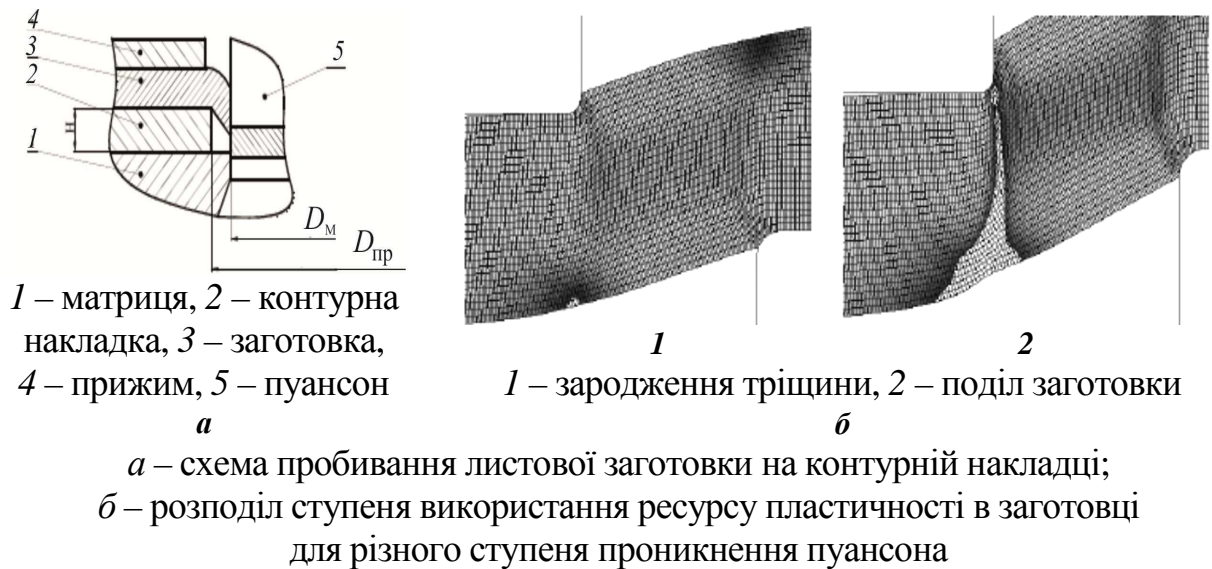 4
3
2
1
5
H
Dм
Dпр
1 – матриця, 2 – контурна
накладка, 3 – заготовка,
4 – прижим, 5 – пуансон
а
1
2
1 – зародження тріщини, 2 – поділ заготовки
б
а – схема пробивання листової заготовки на контурній накладці;
б – розподіл ступеня використання ресурсу пластичності в заготовці
для різного ступеня проникнення пуансона